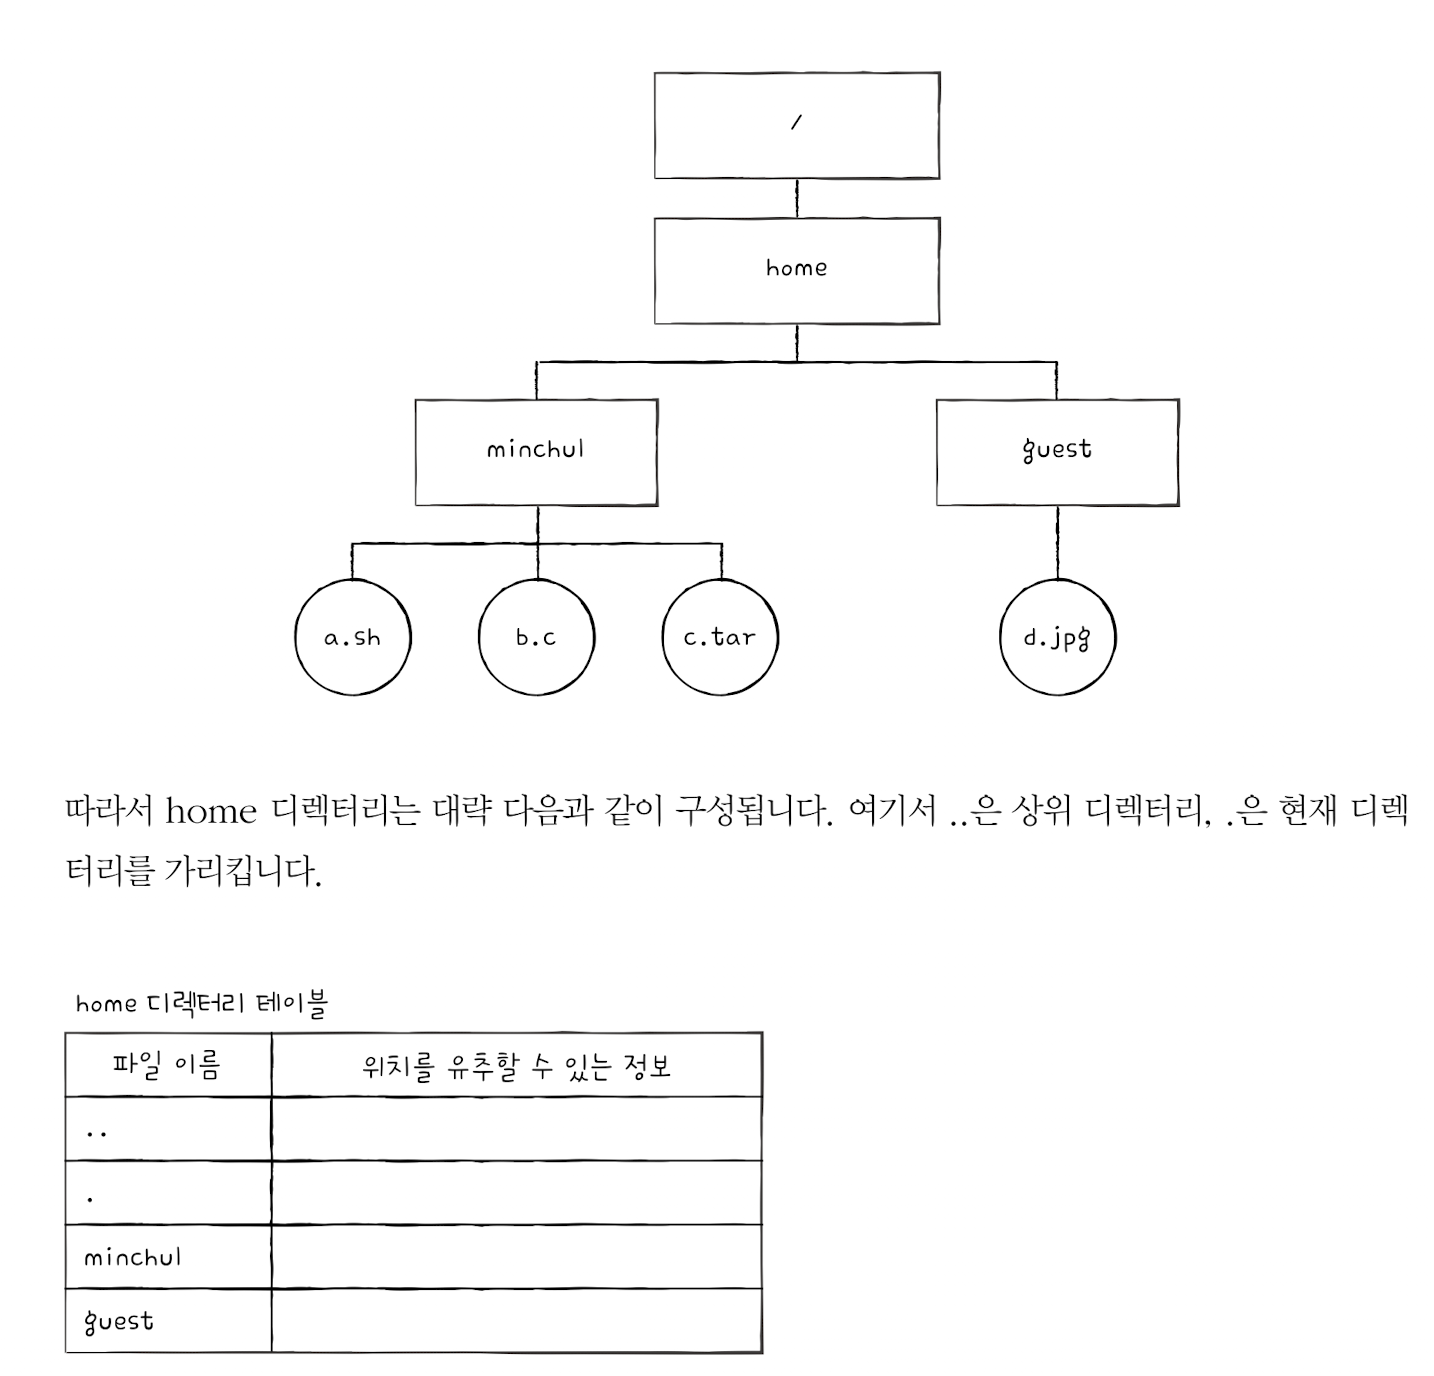 /
home
minchul
guest
a.sh
b.c
c.tar
d.jpg
따라서 home 디렉터리는 대략 다음과 같이 구성됩니다. 여기서 ..은 상위 디렉터리, .은 현재 디렉
터리를 가리킵니다.
home 디렉터리 테이블
파일 이름 위치를 유추할 수 있는 정보
..
.
minchul
guest